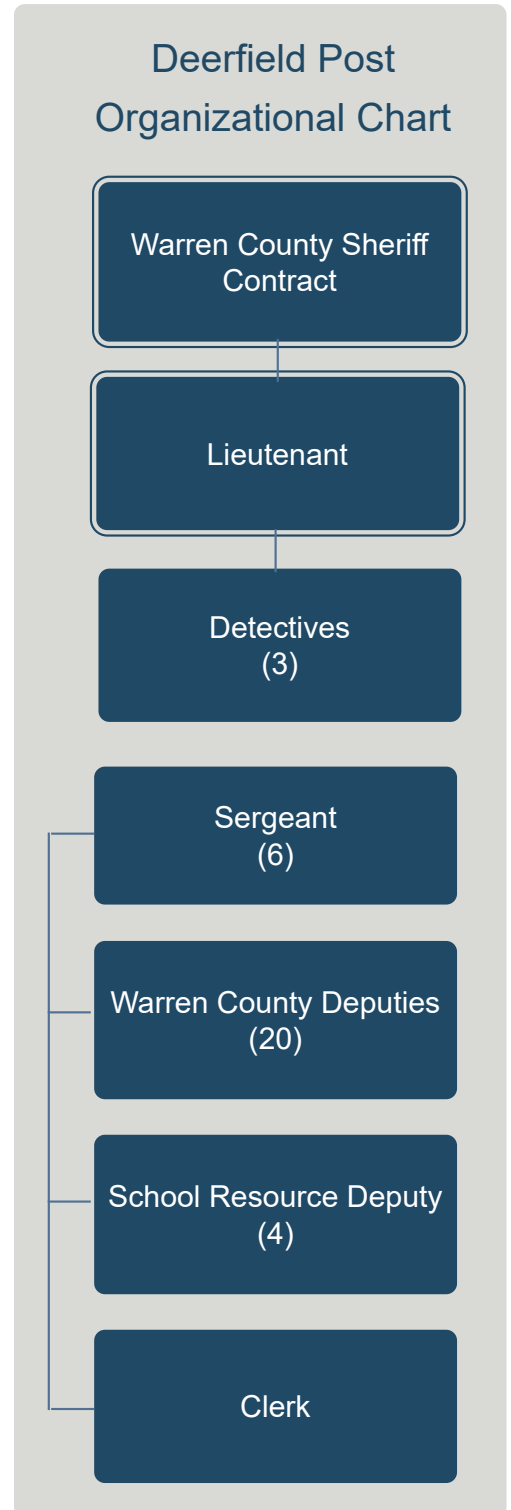 Deerfield Post
Organizational Chart
Warren County Sheriff
Contract
Lieutenant
Detectives
(3)
Sergeant
(6)
Warren County Deputies
(20)
School Resource Deputy
(4)
Clerk